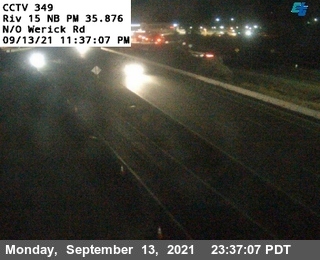 CCTV 349
Riv 15 NB PM 35.876
N/O Werick Rd
09/13/21 11:37:07 PM
Monday, September 13, 2021 23:37:07 PDT